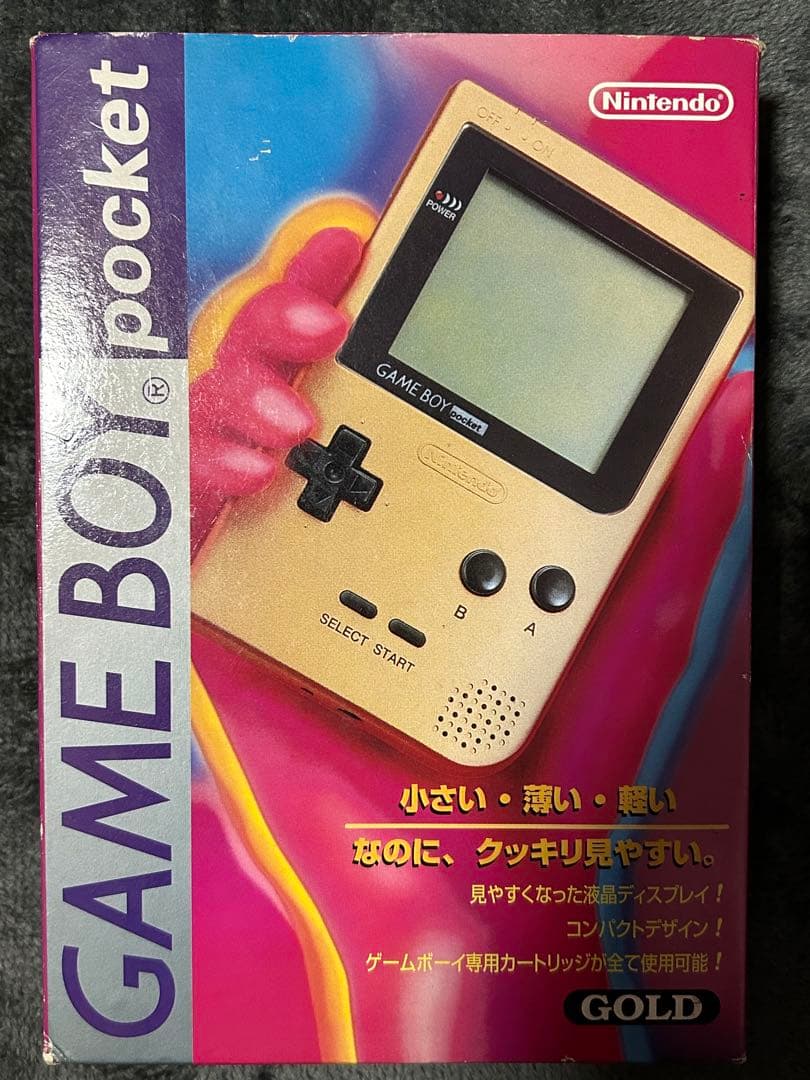 Nintendo®
GAME BOY® pocket
OFF ON
POWER
GAME BOY pocket
Nintendo
B A
SELECT START
小さい・薄い・軽い
なのに、クッキリ見やすい。
見やすくなった液晶ディスプレイ!
コンパクトデザイン!
ゲームボーイ専用カートリッジが全て使用可能!
GOLD